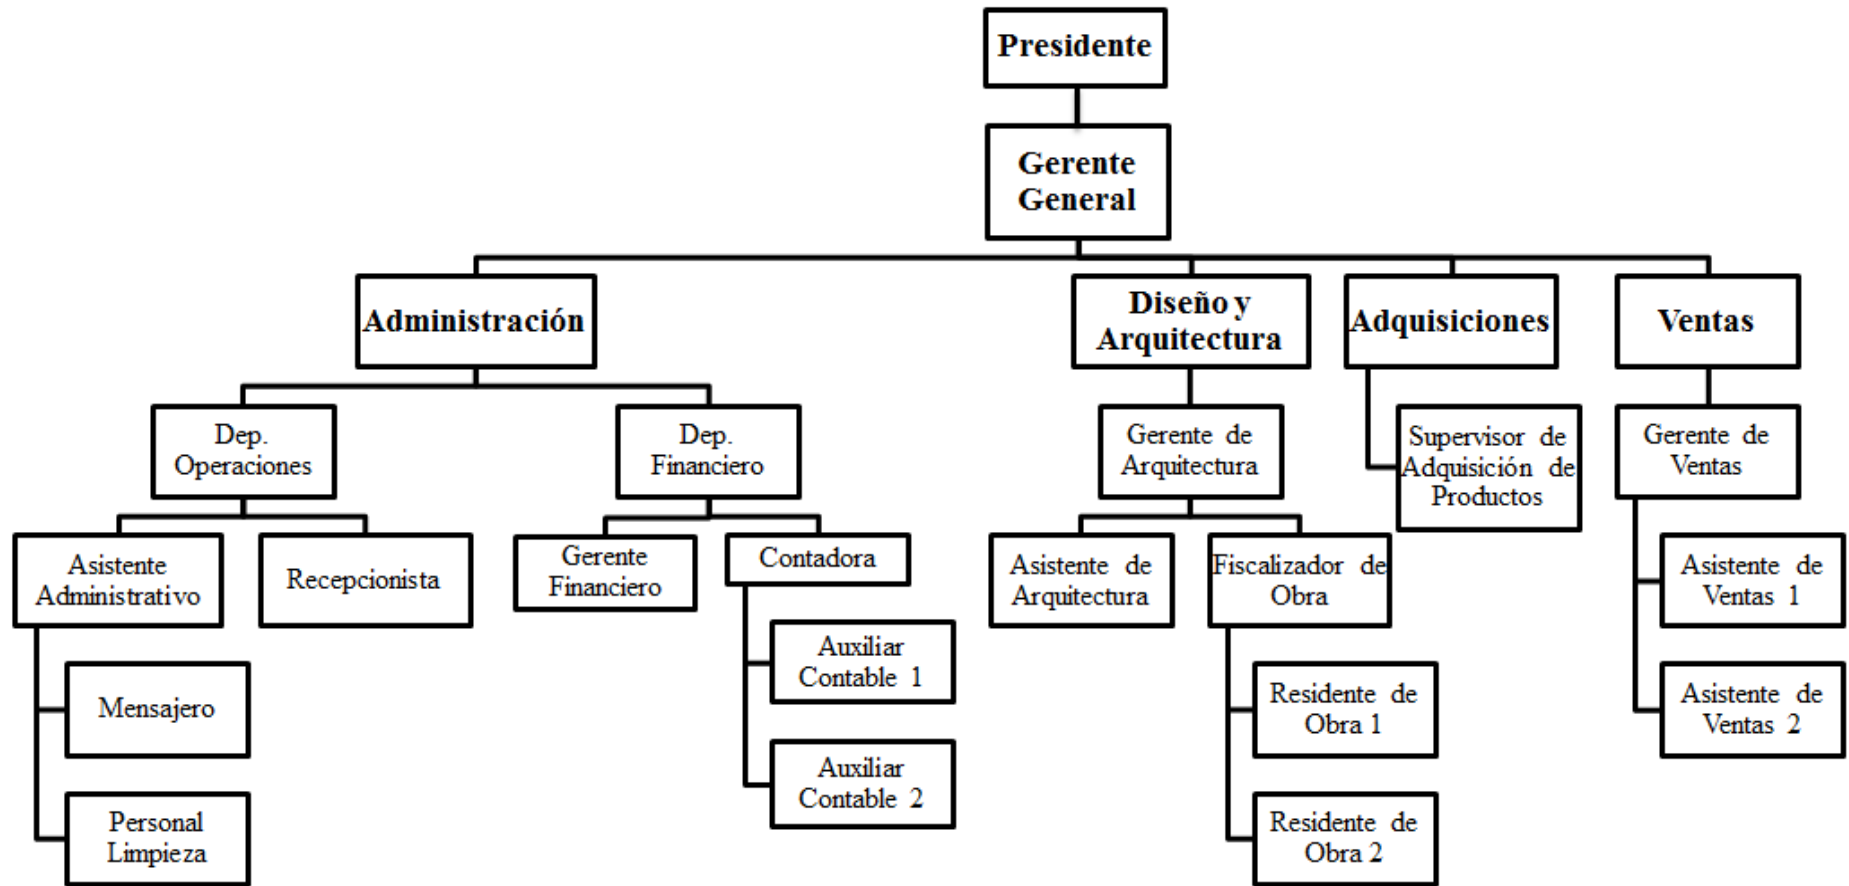 Presidente
Gerente
General
Administración
Diseño y
Arquitectura
Adquisiciones
Ventas
Dep.
Operaciones
Dep.
Financiero
Gerente de
Arquitectura
Supervisor de
Adquisición de
Productos
Gerente de
Ventas
Asistente
Administrativo
Recepcionista
Gerente
Financiero
Contadora
Asistente de
Arquitectura
Fiscalizador de
Obra
Asistente de
Ventas 1
Mensajero
Auxiliar
Contable 1
Residente de
Obra 1
Asistente de
Ventas 2
Personal
Limpieza
Auxiliar
Contable 2
Residente de
Obra 2